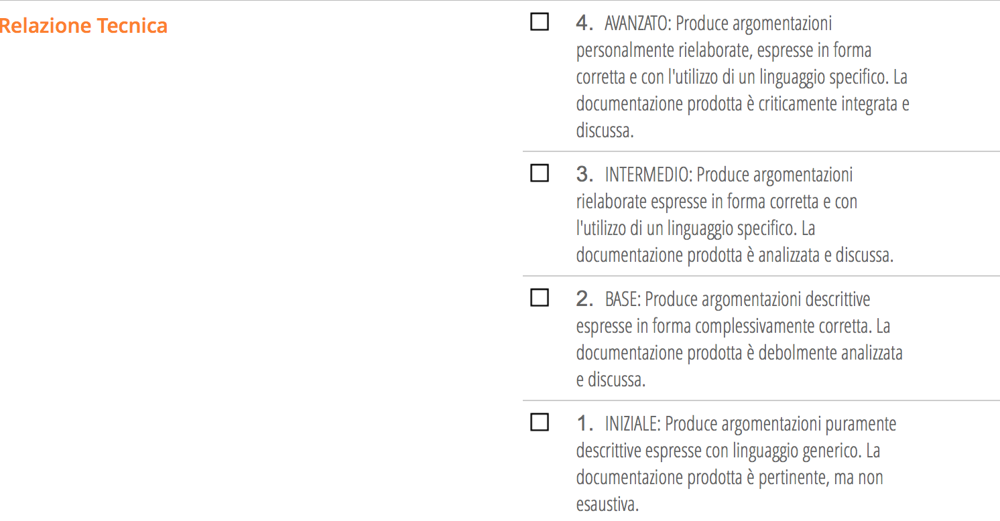 Relazione Tecnica
4. AVANZATO: Produce argomentazioni
personalmente rielaborate, espresse in forma
corretta e con l'utilizzo di un linguaggio specifico. La
documentazione prodotta è criticamente integrata e
discussa.
3. INTERMEDIO: Produce argomentazioni
rielaborate espresse in forma corretta e con
l'utilizzo di un linguaggio specifico. La
documentazione prodotta è analizzata e discussa.
2. BASE: Produce argomentazioni descrittive
espresse in forma complessivamente corretta. La
documentazione prodotta è debolmente analizzata
e discussa.
1. INIZIALE: Produce argomentazioni puramente
descrittive espresse con linguaggio generico. La
documentazione prodotta è pertinente, ma non
esaustiva.